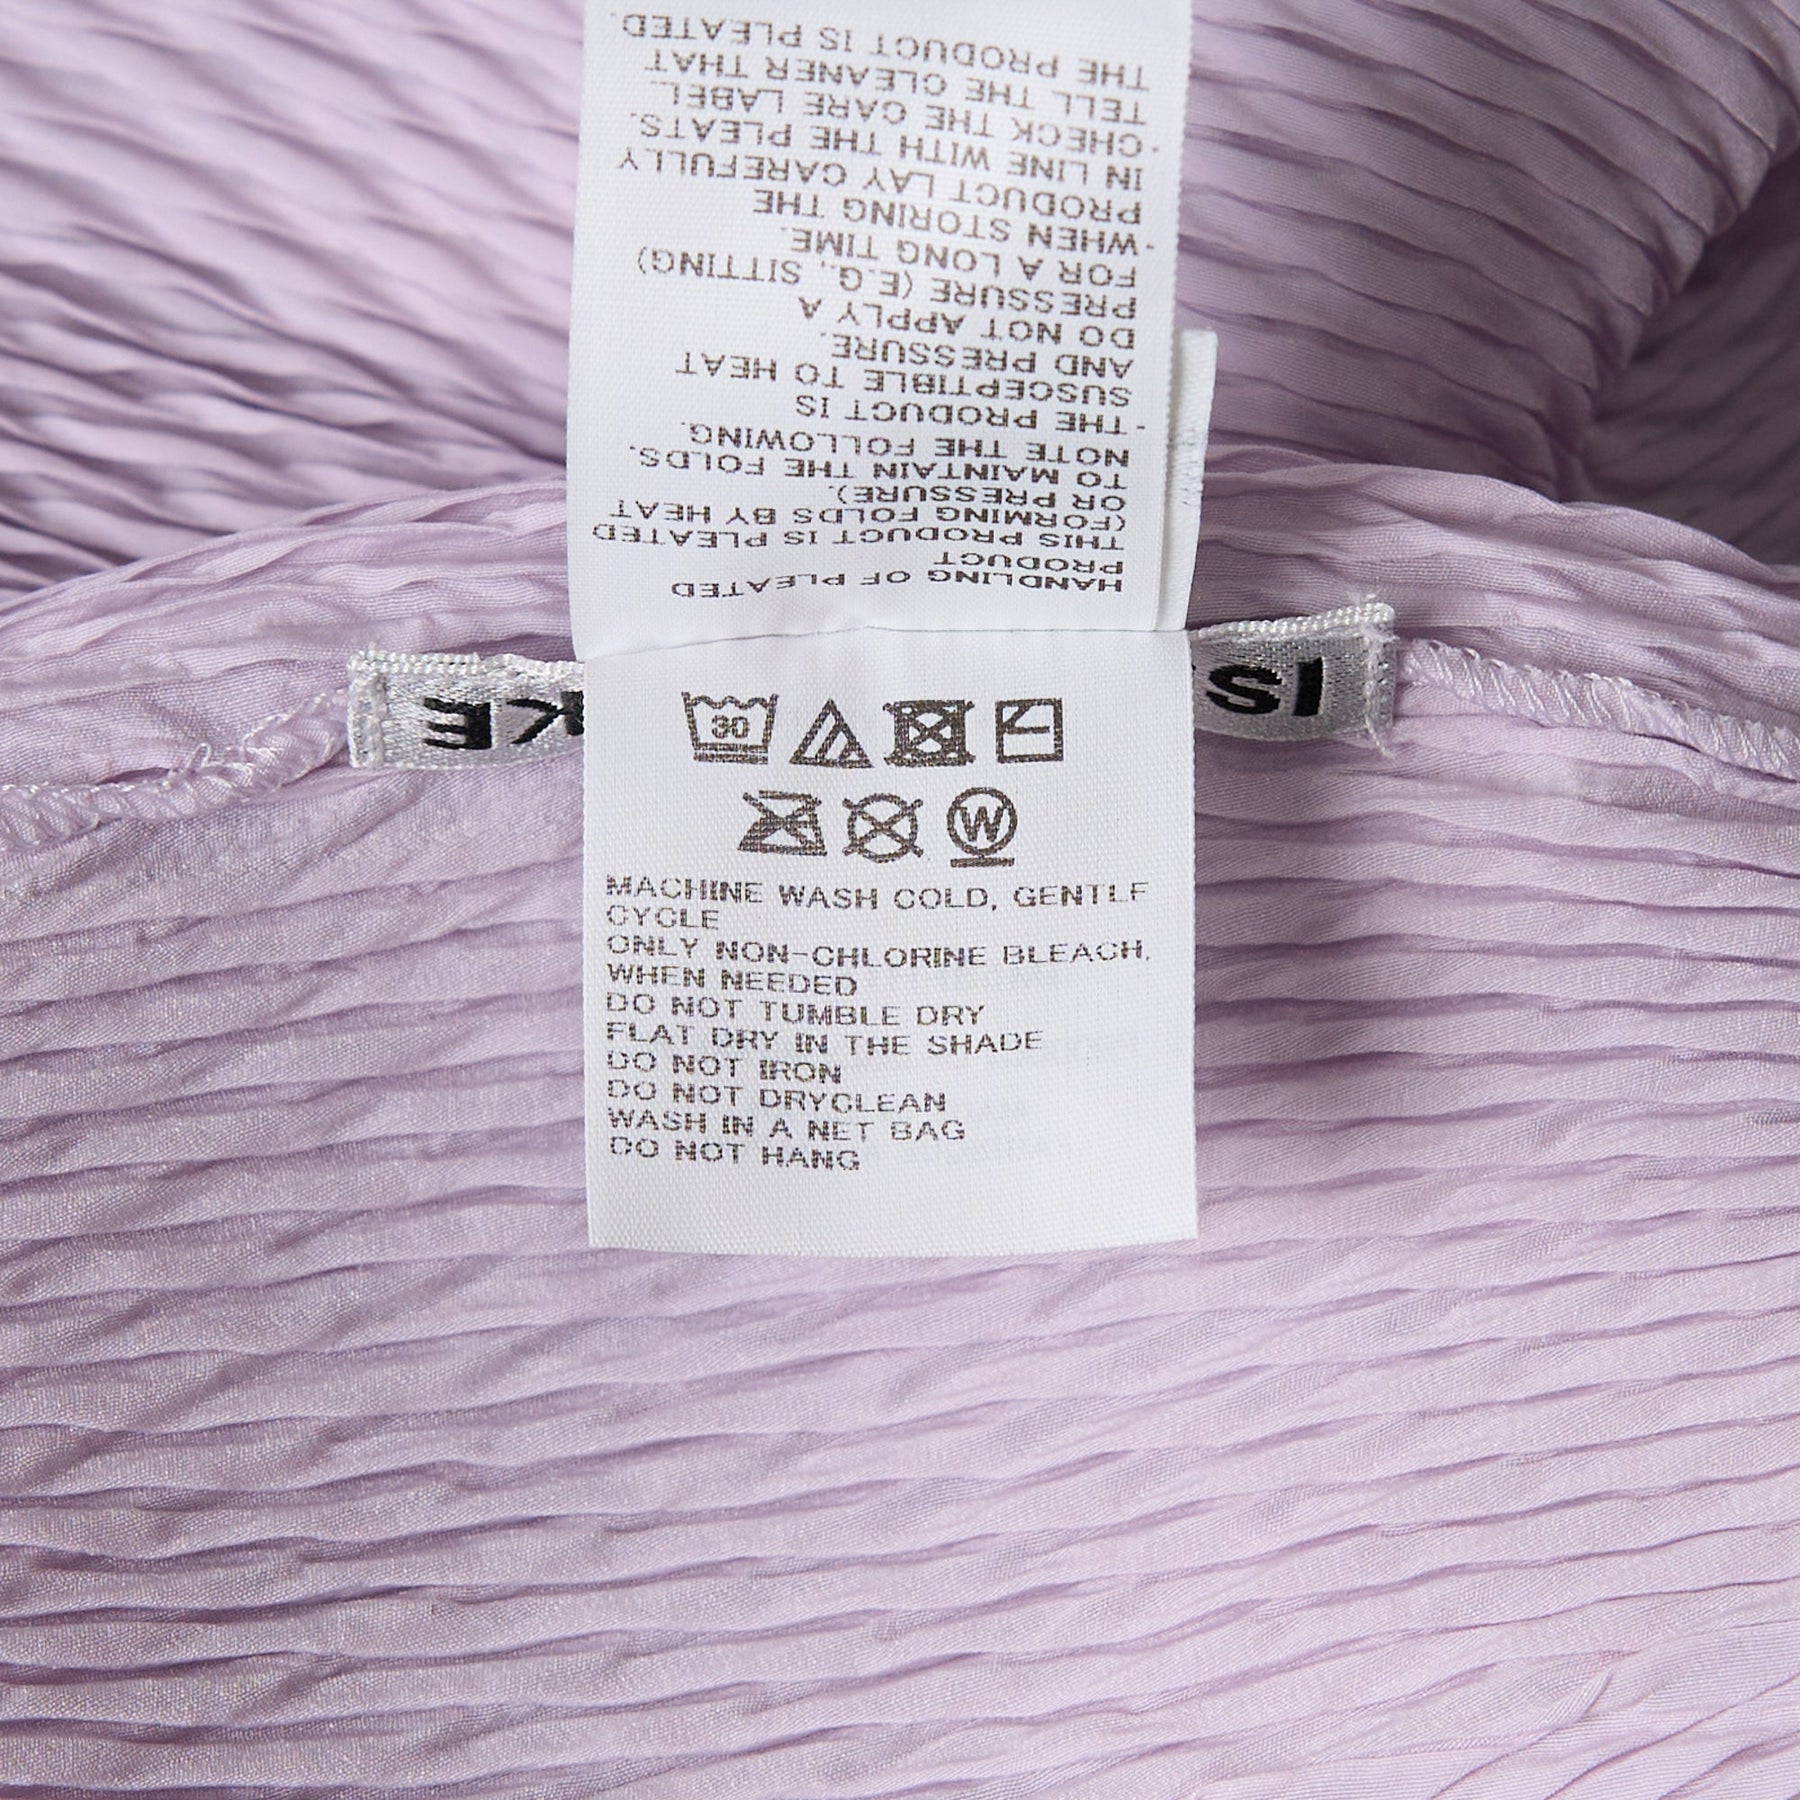 HANDLING OF PLEATED
PRODUCT
THIS PRODUCT IS PLEATED
(FORMING FOLDS BY HEAT
OR PRESSURE).
TO MAINTAIN THE FOLDS,
NOTE THE FOLLOWING.
・THE PRODUCT IS
SUSCEPTIBLE TO HEAT
AND PRESSURE.
DO NOT APPLY A
PRESSURE (E.G., SITTING)
FOR A LONG TIME.
・WHEN STORING THE
PRODUCT LAY CAREFULLY
IN LINE WITH THE PLEATS.
・CHECK THE CARE LABEL.
TELL THE CLEANER THAT
THE PRODUCT IS PLEATED.
IS
KE
30
W
MACHINE WASH COLD, GENTLE
CYCLE
ONLY NON-CHLORINE BLEACH,
WHEN NEEDED
DO NOT TUMBLE DRY
FLAT DRY IN THE SHADE
DO NOT IRON
DO NOT DRYCLEAN
WASH IN A NET BAG
DO NOT HANG